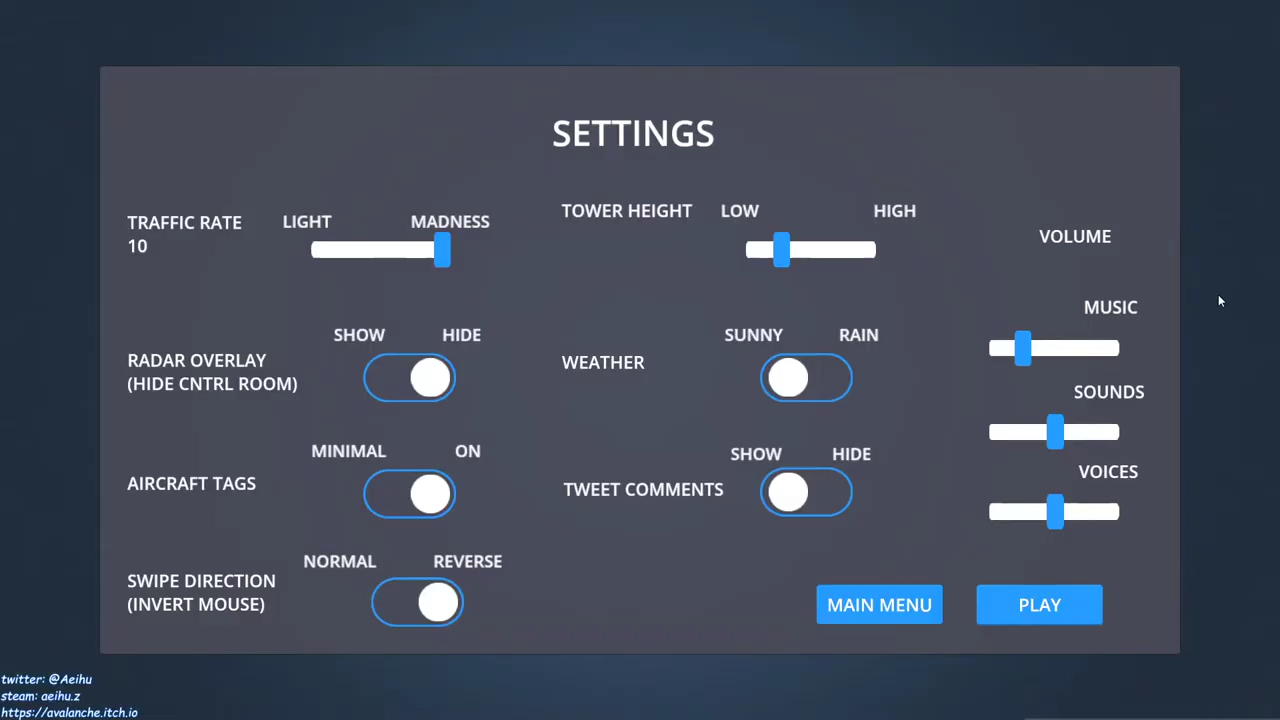 SETTINGS
TRAFFIC RATE
10
LIGHT
MADNESS
TOWER HEIGHT
LOW
HIGH
VOLUME
MUSIC
RADAR OVERLAY
(HIDE CNTRL ROOM)
SHOW
HIDE
WEATHER
SUNNY
RAIN
SOUNDS
AIRCRAFT TAGS
MINIMAL
ON
TWEET COMMENTS
SHOW
HIDE
VOICES
SWIPE DIRECTION
(INVERT MOUSE)
NORMAL
REVERSE
MAIN MENU
PLAY
twitter: @Aeihu
steam: aeihu.z
https://avalanche.itch.io